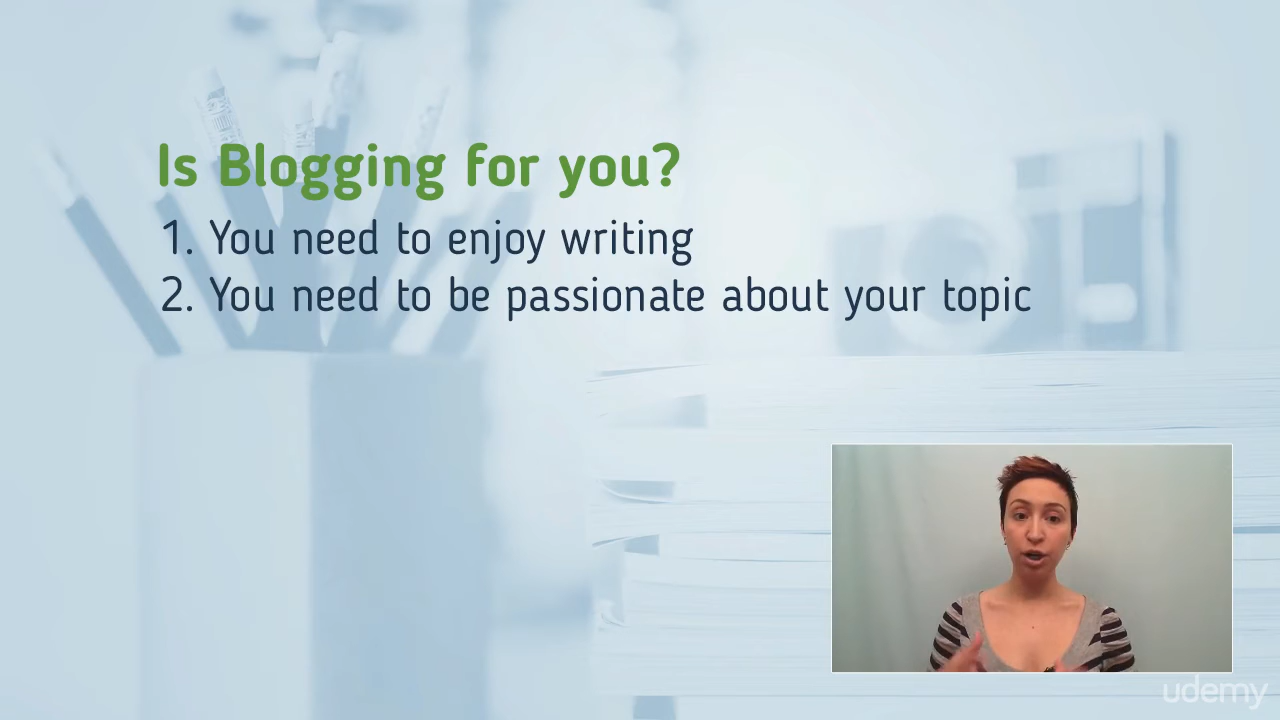 Is Blogging for you?
1. You need to enjoy writing
2. You need to be passionate about your topic
udemy